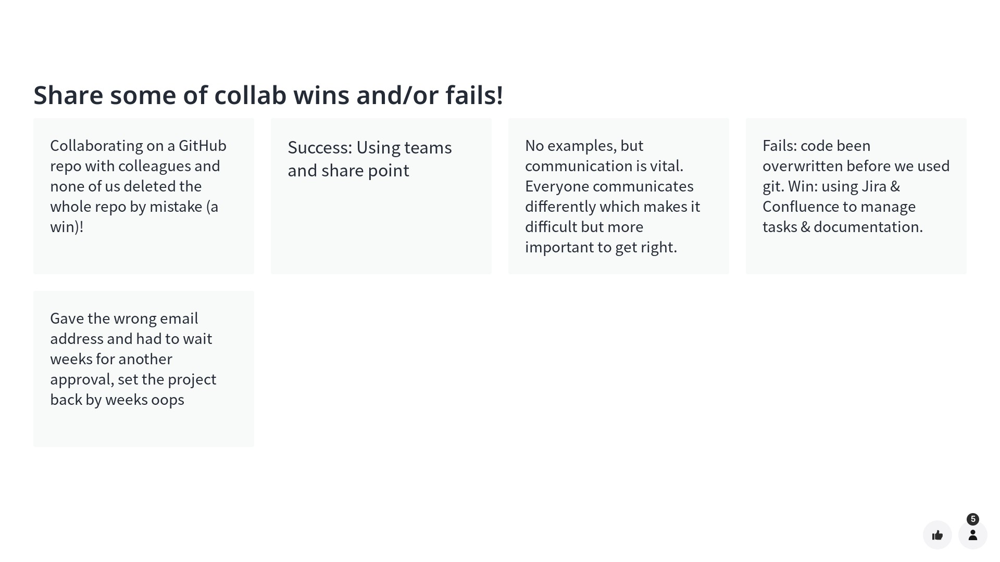 Share some of collab wins and/or fails!
Collaborating on a GitHub
repo with colleagues and
none of us deleted the
whole repo by mistake (a
win)!
Success: Using teams
and share point
No examples, but
communication is vital.
Everyone communicates
differently which makes it
difficult but more
important to get right.
Fails: code been
overwritten before we used
git. Win: using Jira &
Confluence to manage
tasks & documentation.
Gave the wrong email
address and had to wait
weeks for another
approval, set the project
back by weeks oops
5